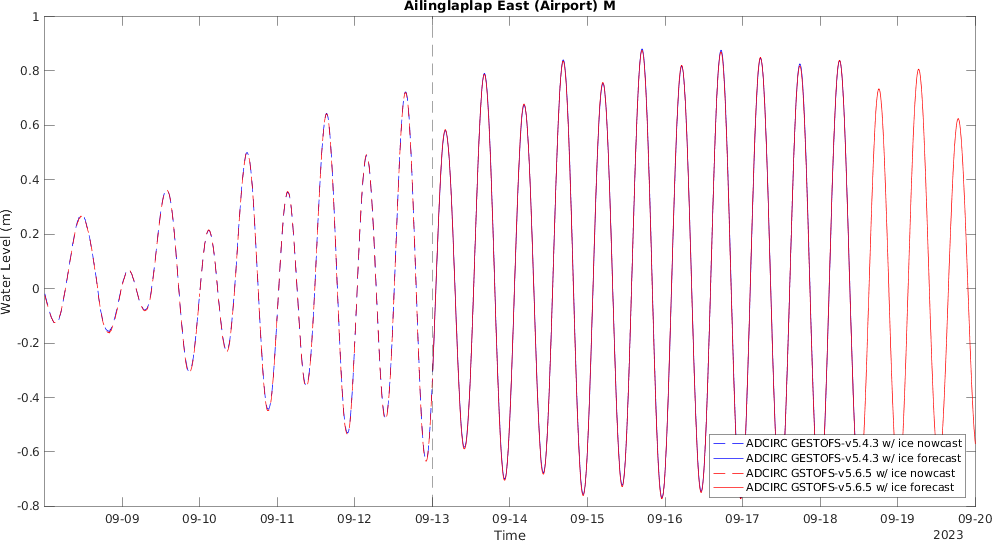 Ailinglaplap East (Airport) M
1
0.8
0.6
0.4
0.2
0
-0.2
-0.4
-0.6
-0.8
Water Level (m)
ADCIRC GESTOFS-v5.4.3 w/ ice nowcast
ADCIRC GESTOFS-v5.4.3 w/ ice forecast
ADCIRC GSTOFS-v5.6.5 w/ ice nowcast
ADCIRC GSTOFS-v5.6.5 w/ ice forecast
09-09 09-10 09-11 09-12 09-13 09-14 09-15 09-16 09-17 09-18 09-19 09-20
Time
2023